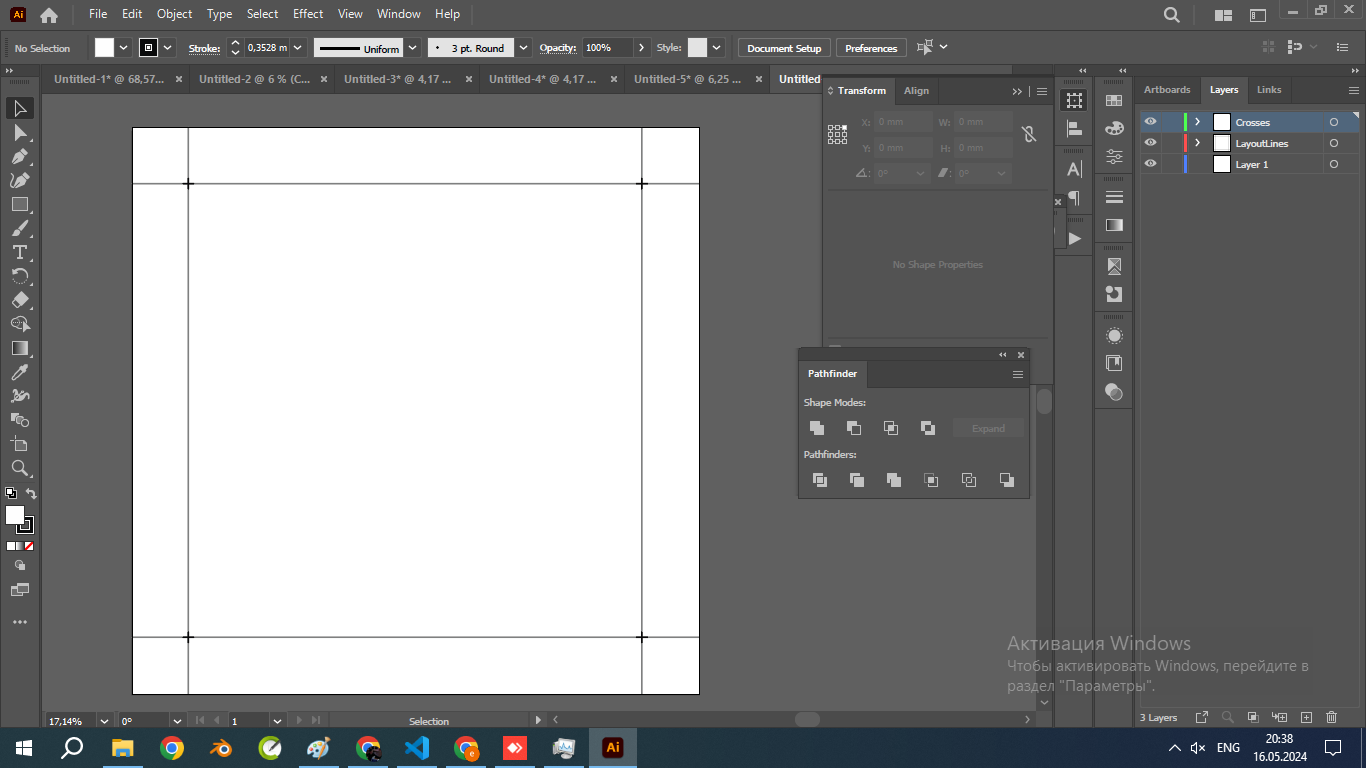 Ai
File Edit Object Type Select Effect View Window Help
No Selection
Stroke:
0,3528 m
Uniform
3 pt. Round
Opacity:
100%
Style:
Document Setup
Preferences
Untitled-1* @ 68,57...
Untitled-2 @ 6 % (C...
Untitled-3* @ 4,17 ...
Untitled-4* @ 4,17 ...
Untitled-5* @ 6,25 ...
Untitled
Transform
Align
X: 0 mm W: 0 mm
Y: 0 mm H: 0 mm
0° 0°
No Shape Properties
Pathfinder
Shape Modes:
Expand
Pathfinders:
Artboards
Layers
Links
Crosses
LayoutLines
Layer 1
Активация Windows
Чтобы активировать Windows, перейдите в
раздел "Параметры".
17,14%
0°
1
Selection
3 Layers
Ai
ENG
20:38
16.05.2024